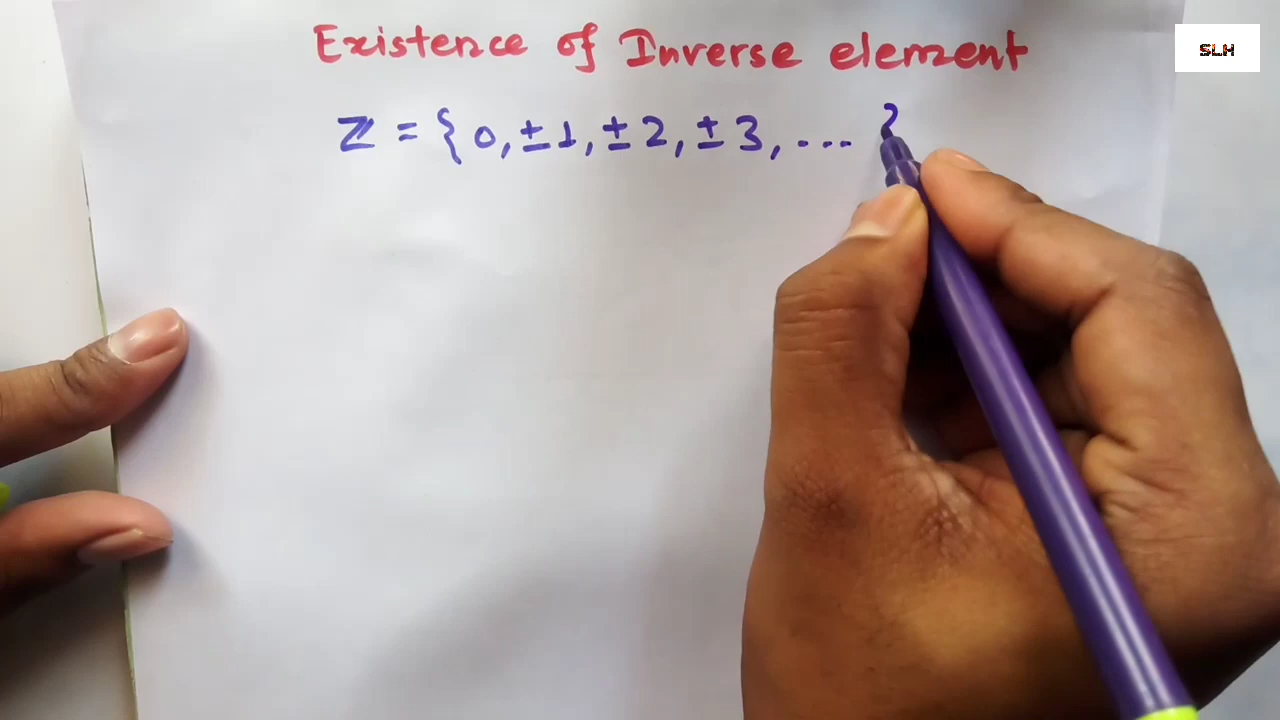 Existence of Inverse element
SLH
ℤ = { 0, ±1, ±2, ±3, ... }